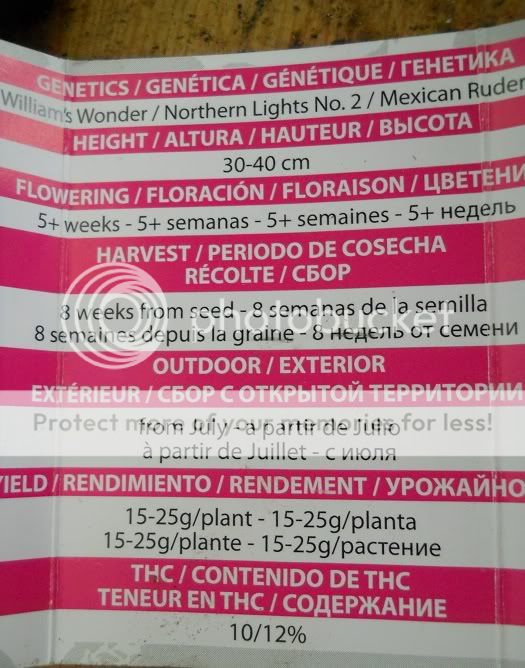 GENETICS / GENÉTICA / GÉNÉTIQUE / ГЕНЕТИКА
William's Wonder / Northern Lights No. 2 / Mexican Ruder
HEIGHT / ALTURA / HAUTEUR / ВЫСОТА
30-40 cm
FLOWERING / FLORACIÓN / FLORAISON / ЦВЕТЕНИ
5+ weeks - 5+ semanas - 5+ semaines - 5+ недель
HARVEST / PERIODO DE COSECHA
RÉCOLTE / СБОР
8 weeks from seed - 8 semanas de la semilla
8 semaines depuis la graine - 8 недель от семени
photobucket
OUTDOOR / EXTERIOR
EXTÉRIEUR / СБОР С ОТКРЫТОЙ ТЕРРИТОРИИ
Protect more of your memories for less!
from July - a partir de Julio
à partir de Juillet - с июля
YIELD / RENDIMIENTO / RENDEMENT / УРОЖАЙНО
15-25g/plant - 15-25g/planta
15-25g/plante - 15-25g/растение
THC / CONTENIDO DE THC
TENEUR EN THC / СОДЕРЖАНИЕ
10/12%